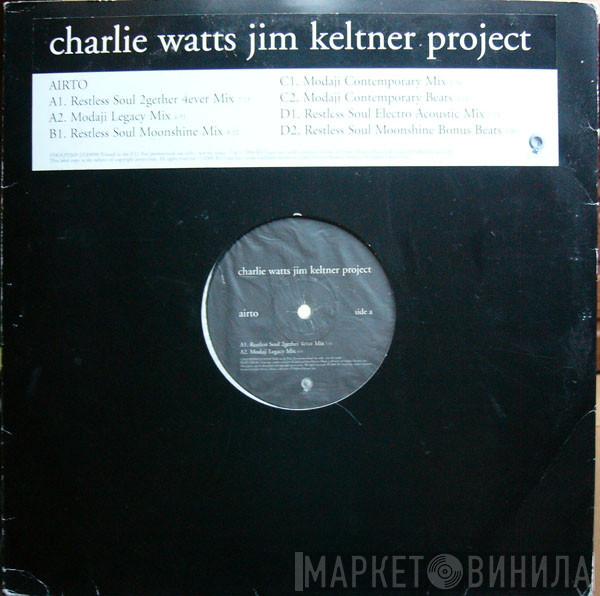 charlie watts jim keltner project
AIRTO
A1. Restless Soul 2gether 4ever Mix
A2. Modaji Legacy Mix
B1. Restless Soul Moonshine Mix
C1. Modaji Contemporary Mix
C2. Modaji Contemporary Beats
D1. Restless Soul Electro Acoustic Mix
D2. Restless Soul Moonshine Bonus Beats
charlie watts jim keltner project
airto
side a
A1. Restless Soul 2gether 4ever Mix
A2. Modaji Legacy Mix
МАРКЕТ ВИНИЛА